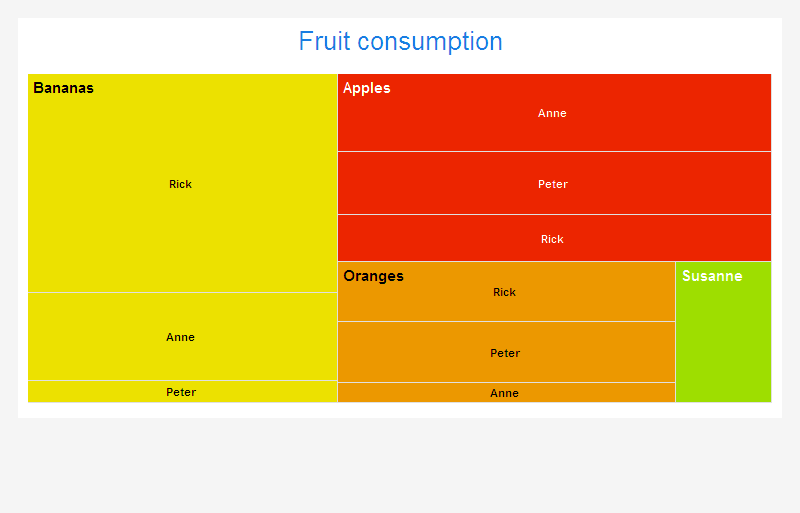 Fruit consumption
Bananas
Rick
Anne
Peter
Apples
Anne
Peter
Rick
Oranges
Rick
Peter
Anne
Susanne